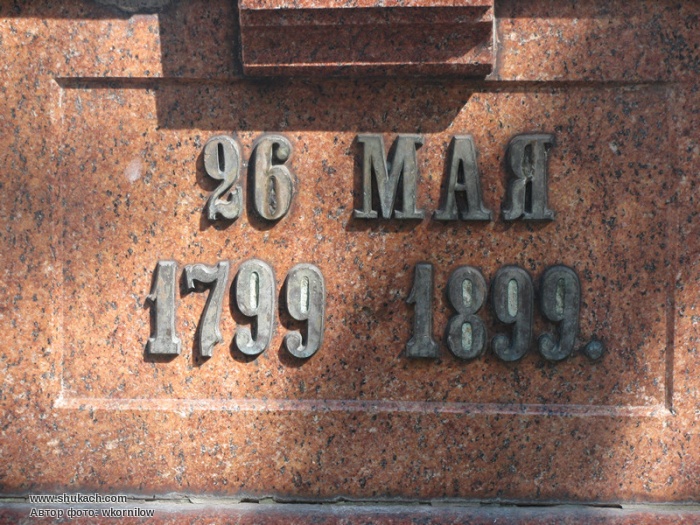 26 МАЯ
1799 1899.
www.shukach.com
Автор фото: wkornilow